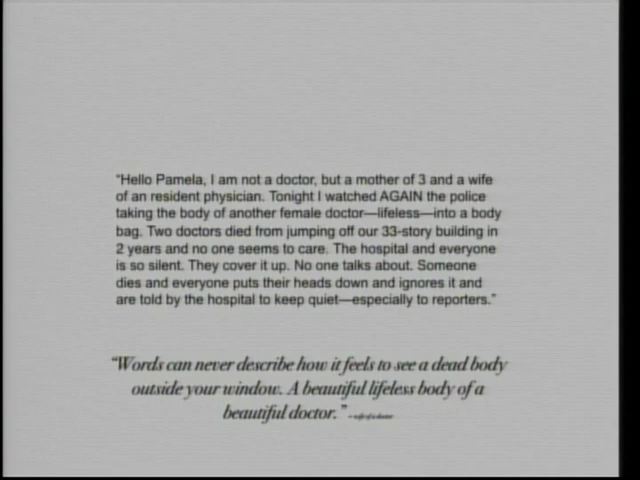 “Hello Pamela, I am not a doctor, but a mother of 3 and a wife
of an resident physician. Tonight I watched AGAIN the police
taking the body of another female doctor—lifeless—into a body
bag. Two doctors died from jumping off our 33-story building in
2 years and no one seems to care. The hospital and everyone
is so silent. They cover it up. No one talks about. Someone
dies and everyone puts their heads down and ignores it and
are told by the hospital to keep quiet—especially to reporters.”
“Words can never describe how it feels to see a dead body
outside your window. A beautiful lifeless body of a
beautiful doctor.” —wife of a doctor